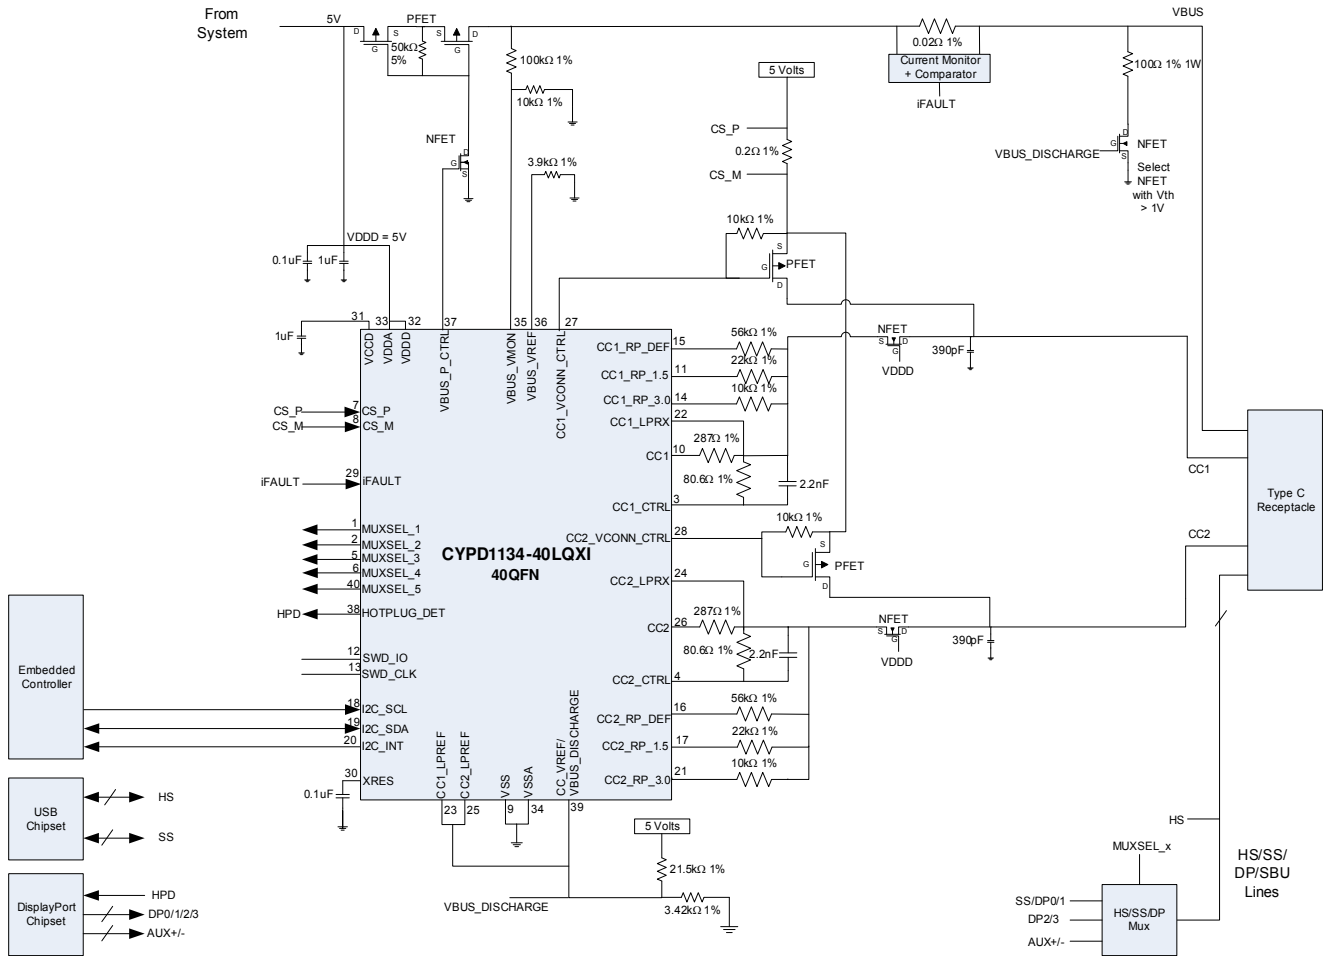 From
System
5V
PFET
D
S
G
S
D
G
50kΩ
5%
100kΩ 1%
10kΩ 1%
NFET
D
G
S
3.9kΩ 1%
VBUS
0.02Ω 1%
Current Monitor
+ Comparator
iFAULT
100Ω 1% 1W
VBUS_DISCHARGE
D
G
S
NFET
Select
NFET
with Vth
> 1V
5 Volts
CS_P
0.2Ω 1%
CS_M
10kΩ 1%
S
G
D
PFET
VDDD = 5V
0.1uF
1uF
1uF
31
33
32
37
35
36
27
VCCD
VDDA
VDDD
VBUS_P_CTRL
VBUS_VMON
VBUS_VREF
CC1_VCONN_CTRL
CC1_RP_DEF
15
56kΩ 1%
CC1_RP_1.5
11
22kΩ 1%
CC1_RP_3.0
14
10kΩ 1%
CC1_LPRX
22
CC1
10
287Ω 1%
80.6Ω 1%
2.2nF
CC1_CTRL
3
CC2_VCONN_CTRL
28
10kΩ 1%
S
G
D
PFET
CC2_LPRX
24
CC2
26
287Ω 1%
80.6Ω 1%
2.2nF
CC2_CTRL
4
CC2_RP_DEF
16
56kΩ 1%
CC2_RP_1.5
17
22kΩ 1%
CC2_RP_3.0
21
10kΩ 1%
NFET
S
D
G
VDDD
390pF
NFET
S
D
G
VDDD
390pF
CC1
CC2
Type C
Receptacle
CS_P
7
CS_P
CS_M
8
CS_M
iFAULT
29
iFAULT
1
MUXSEL_1
2
MUXSEL_2
5
MUXSEL_3
6
MUXSEL_4
40
MUXSEL_5
HPD
38
HOTPLUG_DET
12
SWD_IO
13
SWD_CLK
18
I2C_SCL
19
I2C_SDA
20
I2C_INT
30
XRES
0.1uF
CYPD1134-40LQXI
40QFN
CC1_LPREF
CC2_LPREF
VSS
VSSA
CC_VREF/
VBUS_DISCHARGE
23
25
9
34
39
5 Volts
21.5kΩ 1%
3.42kΩ 1%
VBUS_DISCHARGE
Embedded
Controller
USB
Chipset
HS
SS
DisplayPort
Chipset
HPD
DP0/1/2/3
AUX+/-
HS
MUXSEL_x
SS/DP0/1
DP2/3
AUX+/-
HS/SS/DP
Mux
HS/SS/
DP/SBU
Lines